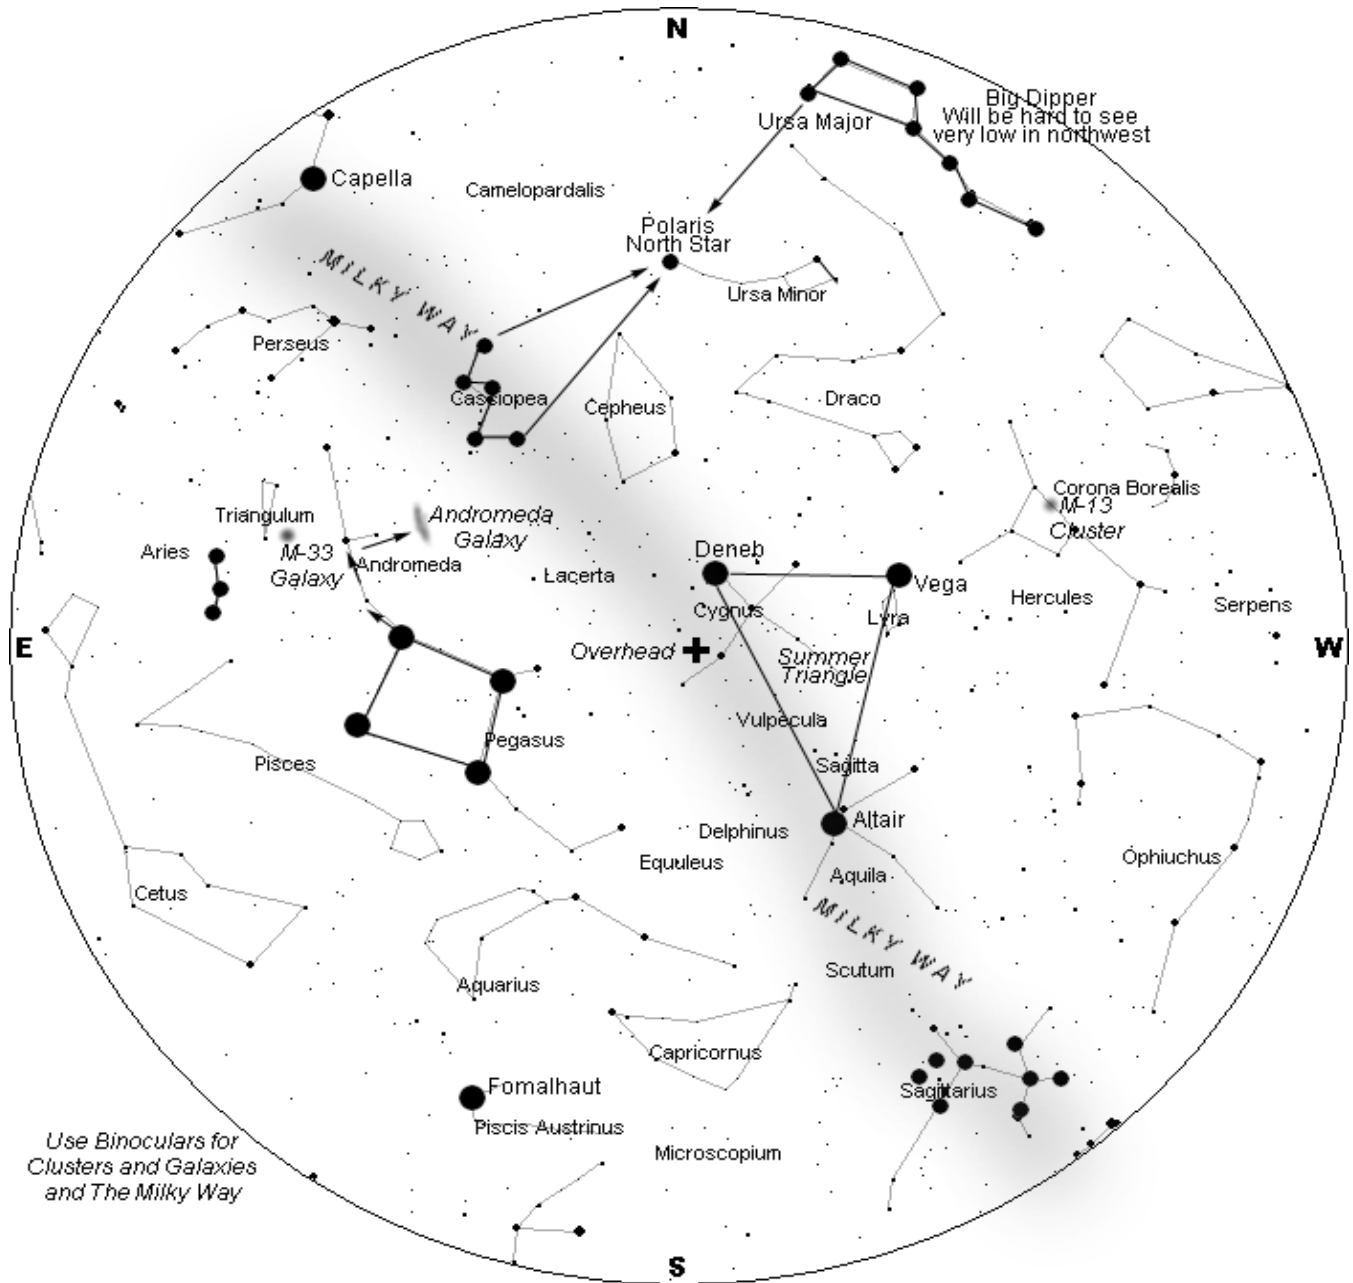 N
Big Dipper
Will be hard to see
very low in northwest
Ursa Major
Capella
Camelopardalis
Polaris
North Star
MILKY WAY
Ursa Minor
Perseus
Cassiopea
Cepheus
Draco
Corona Borealis
M-13
Cluster
Triangulum
Andromeda
Galaxy
M-33
Galaxy
Aries
Andromeda
Deneb
Lacerta
Vega
Cygnus
Lyra
Hercules
Serpens
E
Overhead
Summer
Triangle
W
Vulpecula
Pegasus
Pisces
Sagitta
Altair
Delphinus
Equuleus
Ophiuchus
Aquila
Cetus
MILKY WAY
Scutum
Aquarius
Capricornus
Fomalhaut
Sagittarius
Piscis Austrinus
Microscopium
Use Binoculars for
Clusters and Galaxies
and The Milky Way
S